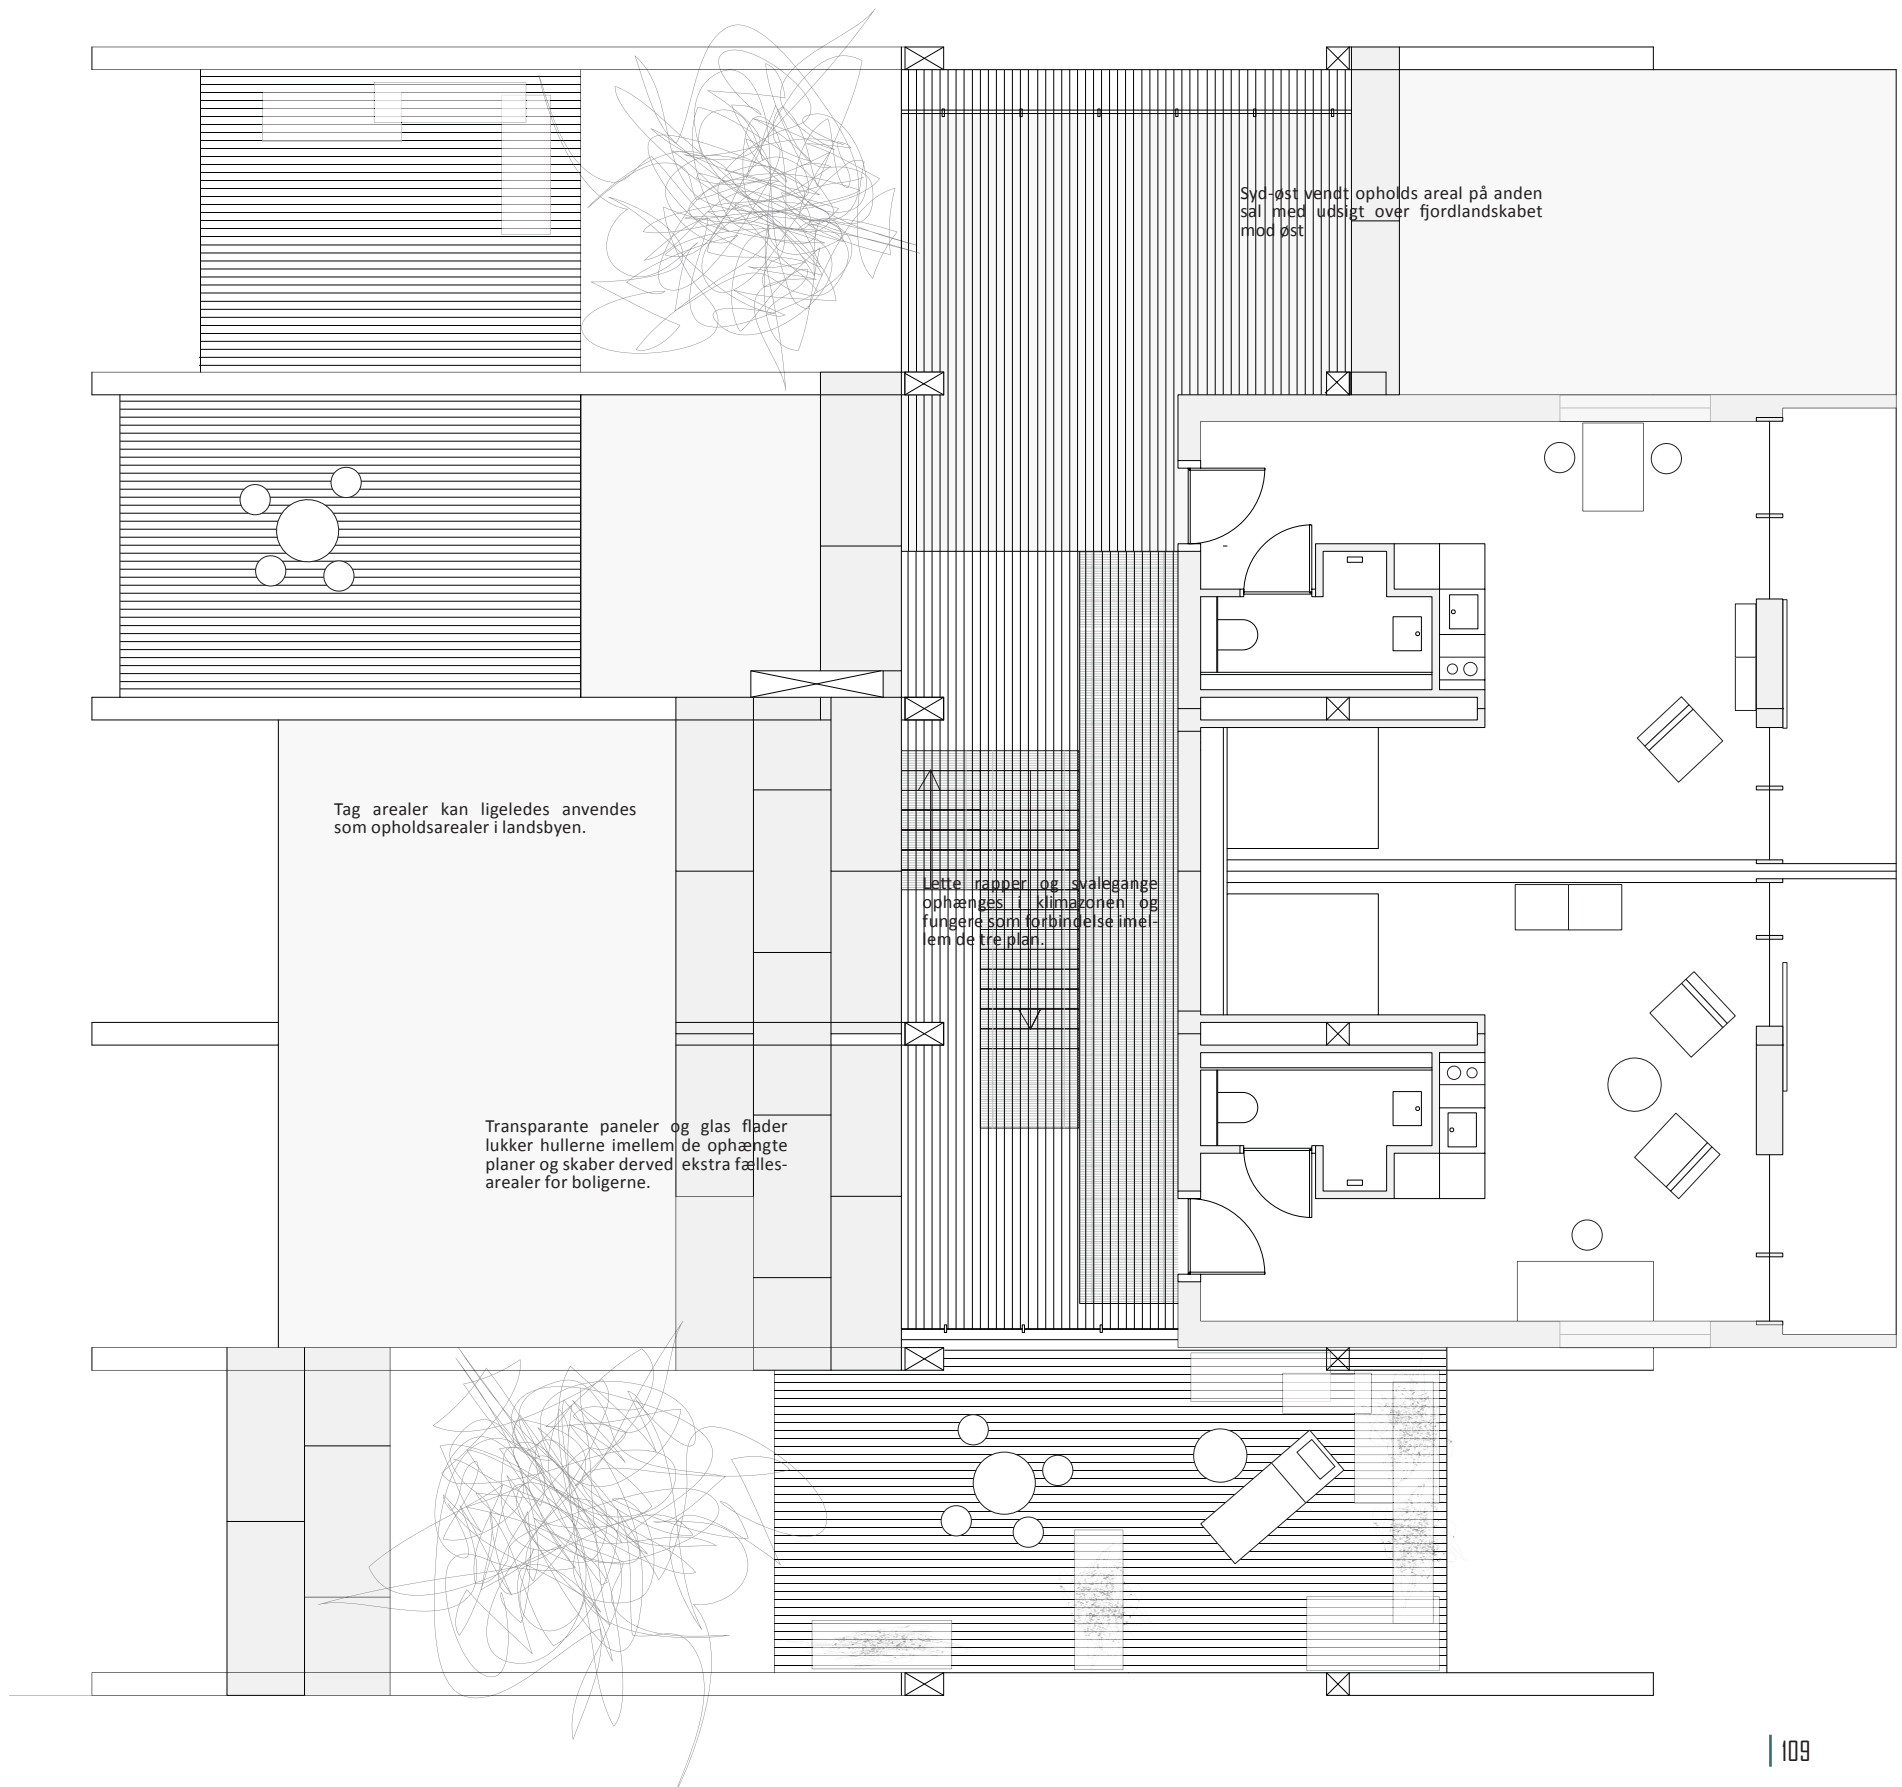 Syd-øst vendt opholds areal på anden
sal med udsigt over fjordlandskabet
mod øst
Tag arealer kan ligeledes anvendes
som opholdsarealer i landsbyen.
Lette rapper og svalegange
ophænges i klimazonen og
fungere som forbindelse imel-
lem de tre plan.
Transparante paneler og glas flader
lukker hullerne imellem de ophængte
planer og skaber derved ekstra fælles-
arealer for boligerne.
109